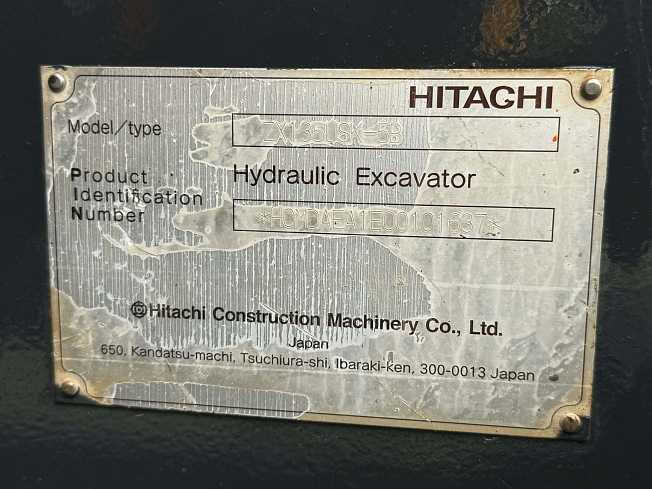 HITACHI
Model/type ZX135USK-5B
Product
Identification
Number
Hydraulic Excavator
*HCMDAEA1E00101637*
©Hitachi Construction Machinery Co., Ltd.
Japan
650, Kandatsu-machi, Tsuchiura-shi, Ibaraki-ken, 300-0013 Japan